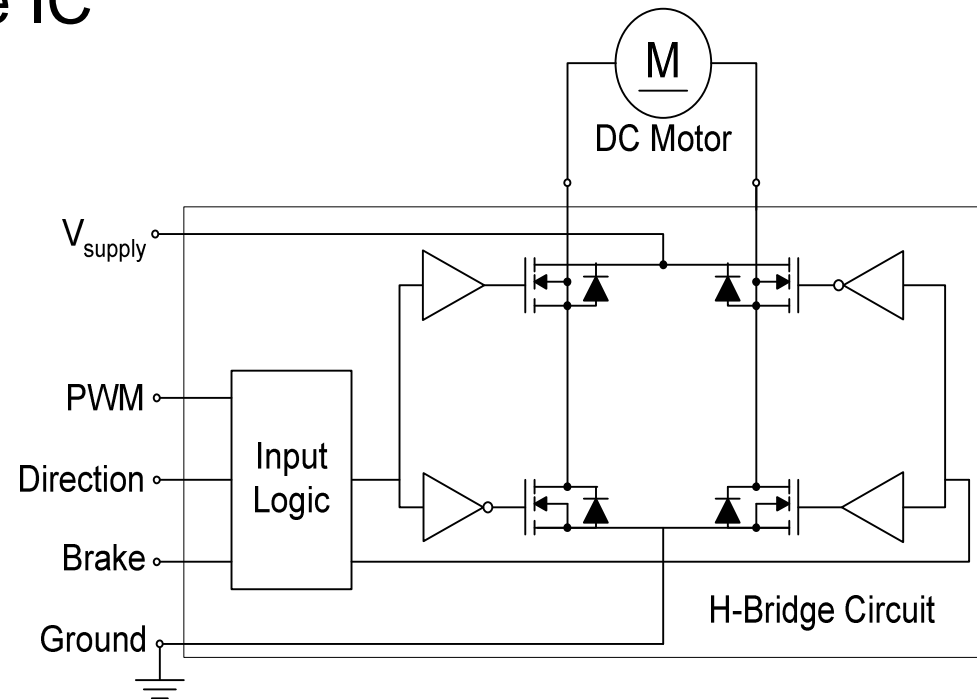 IC
M
DC Motor
Vsupply
PWM
Direction
Brake
Ground
Input
Logic
H-Bridge Circuit